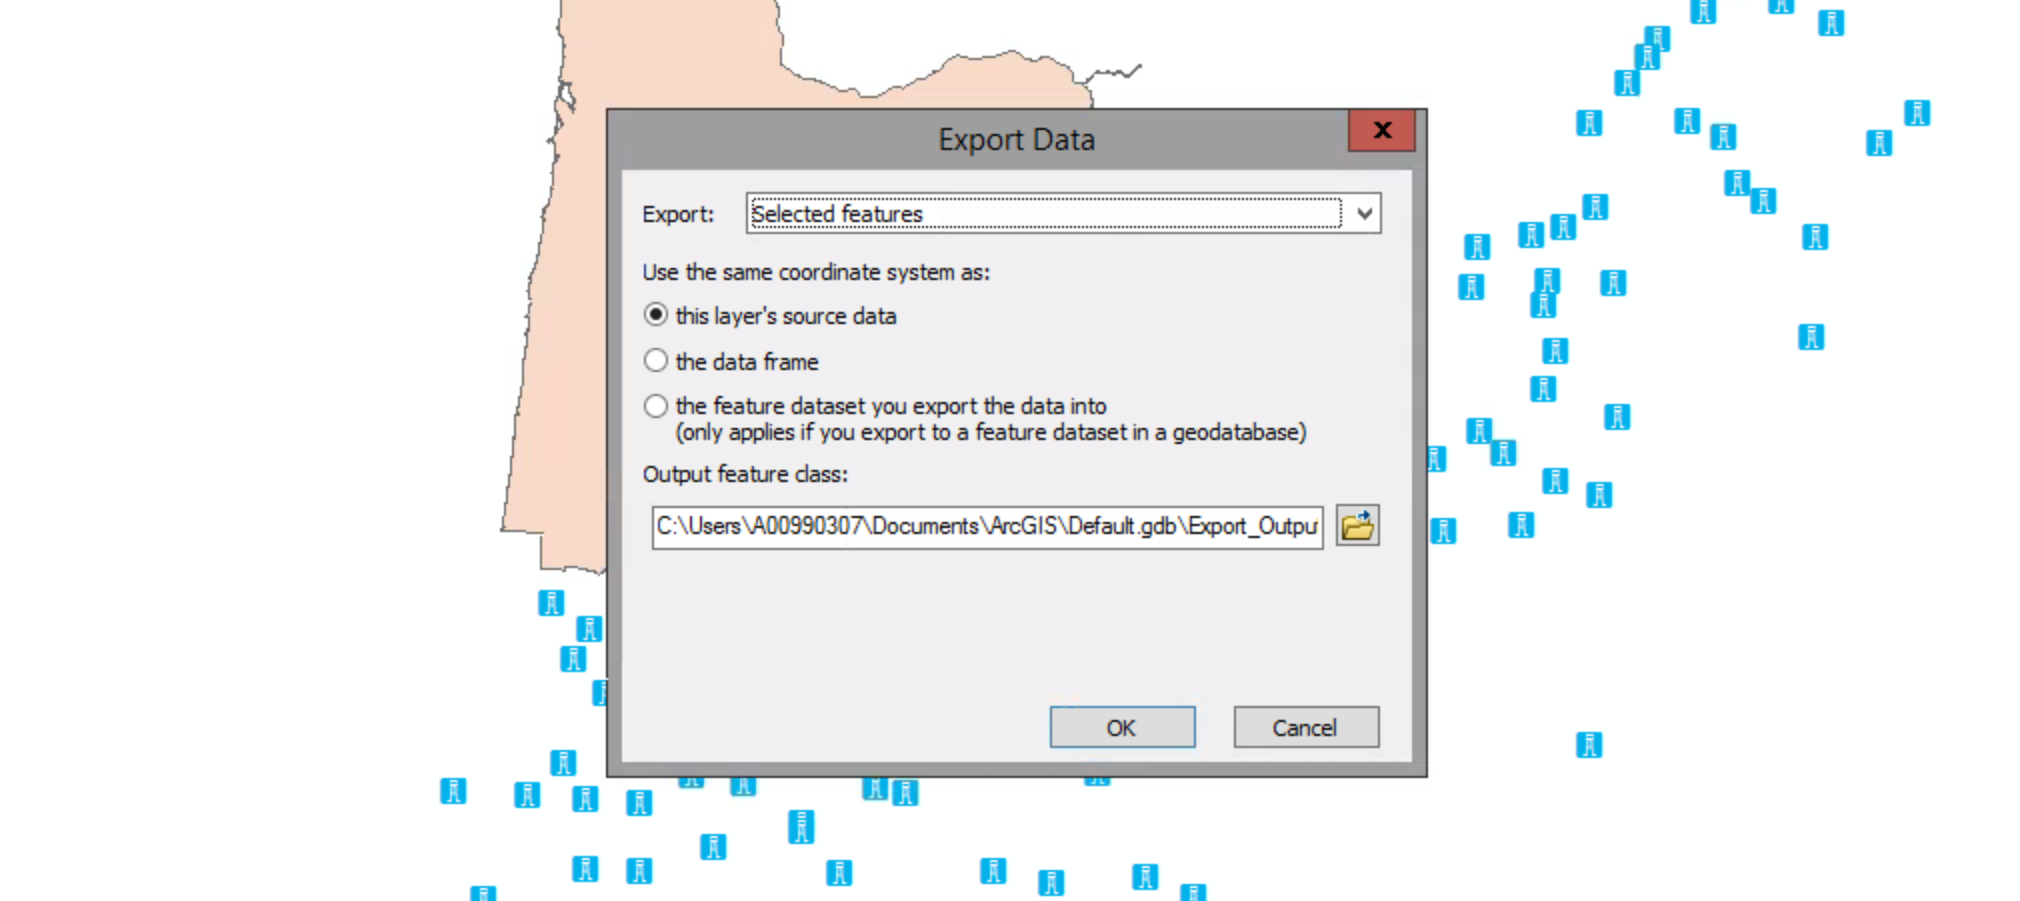 Export Data
x
Export: Selected features
Use the same coordinate system as:
this layer's source data
the data frame
the feature dataset you export the data into
(only applies if you export to a feature dataset in a geodatabase)
Output feature class:
C:\Users\A00990307\Documents\ArcGIS\Default.gdb\Export_Outpu
OK Cancel